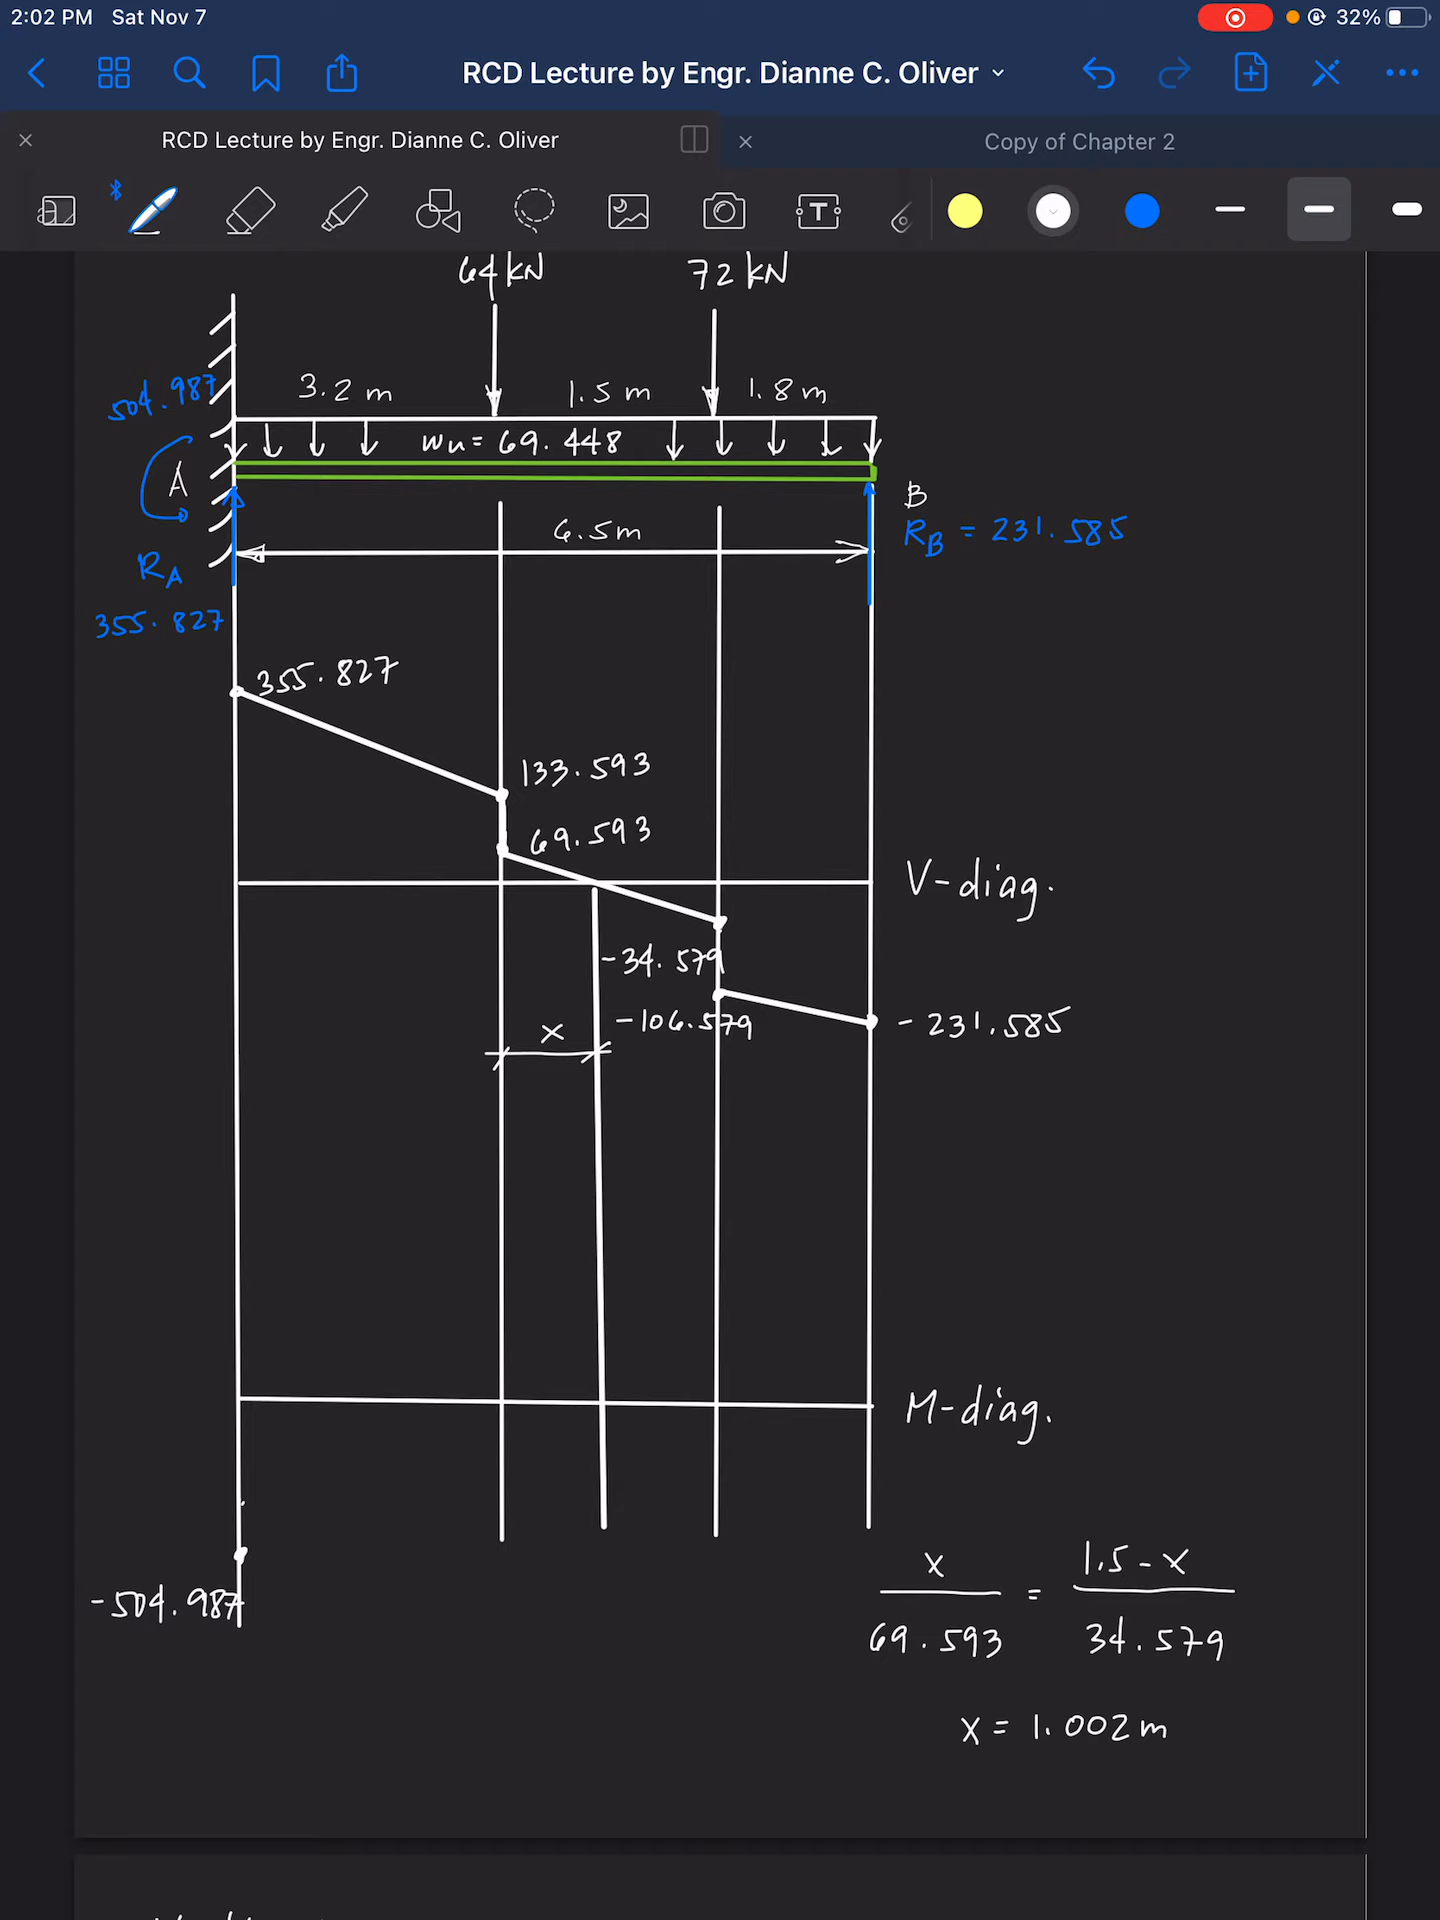 2:02 PM Sat Nov 7
32%
RCD Lecture by Engr. Dianne C. Oliver
RCD Lecture by Engr. Dianne C. Oliver
Copy of Chapter 2
T
64 kN 72 kN
504.987 3.2 m 1.5 m 1.8 m
wu = 69.448
A
B
6.5m
RB = 231.585
RA
355.827
355.827
133.593
69.593
V-diag.
-34.579
-106.579
-231.585
x
M-diag.
-504.987
x / 69.593 = 1.5-x / 34.579
x = 1.002 m